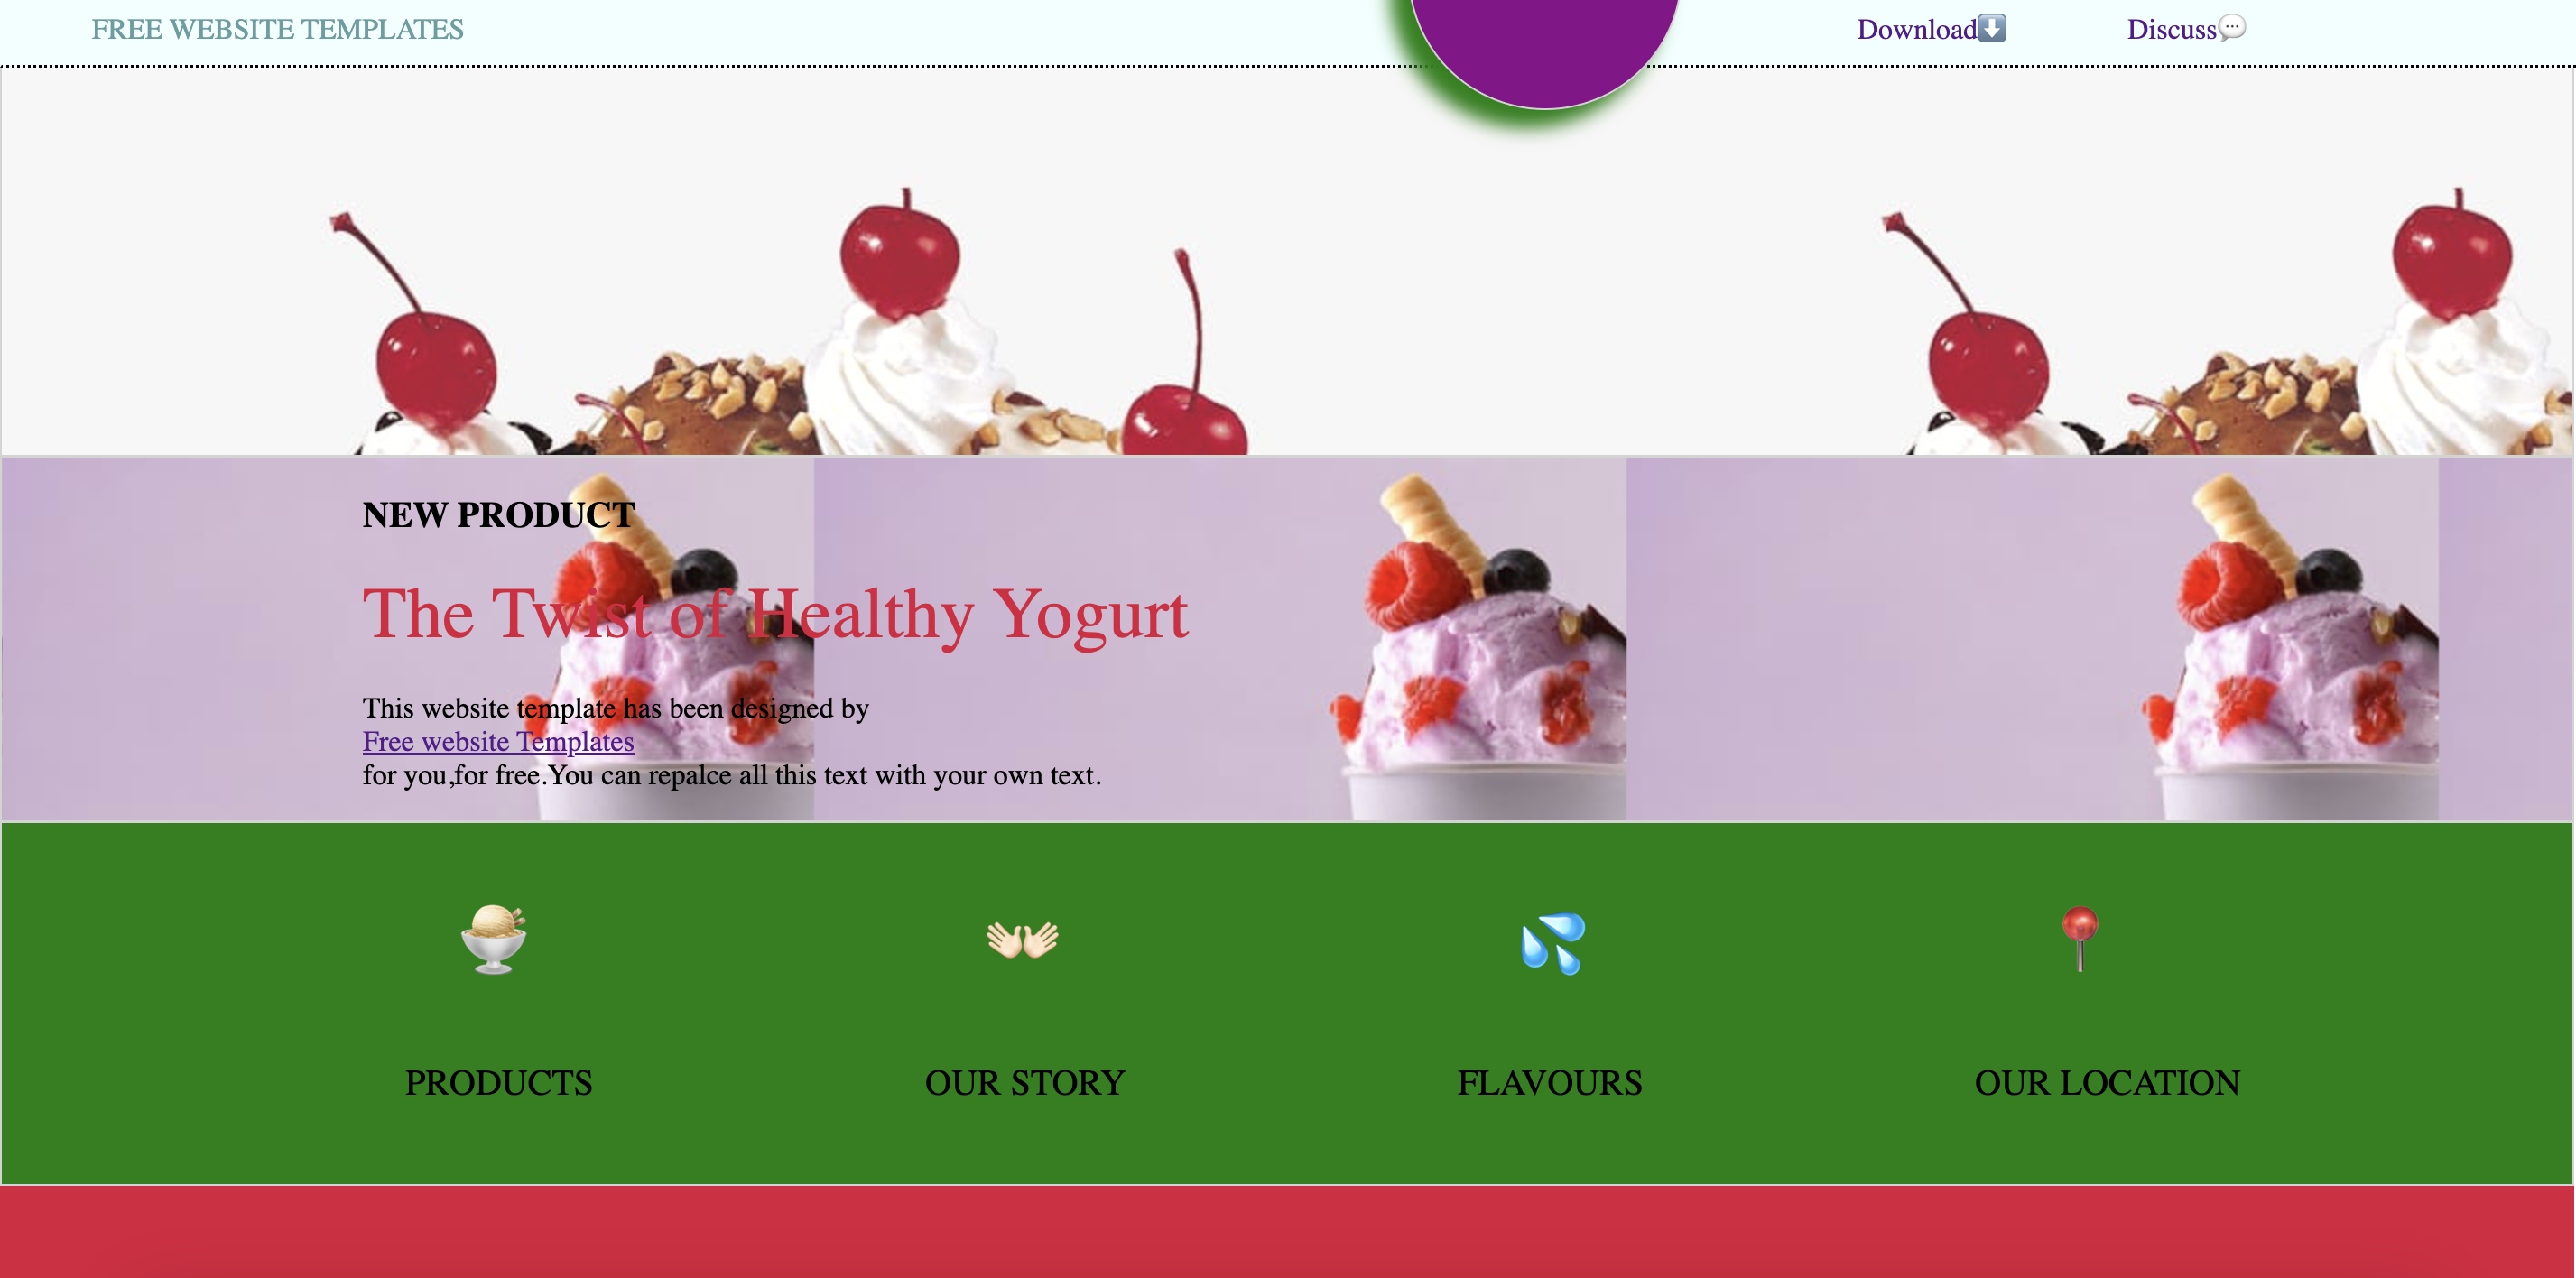 FREE WEBSITE TEMPLATES
Download⬇️ Discuss💬
NEW PRODUCT
The Twist of Healthy Yogurt
This website template has been designed by
Free website Templates
for you,for free.You can repalce all this text with your own text.
PRODUCTS
OUR STORY
FLAVOURS
OUR LOCATION